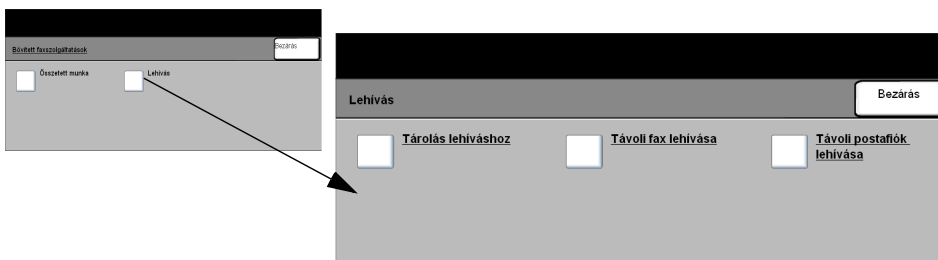 Bővített faxszolgáltatások
Bezárás
Összetett munka
Lehívás
Lehívás
Bezárás
Tárolás lehíváshoz
Távoli fax lehívása
Távoli postafiók
lehívása